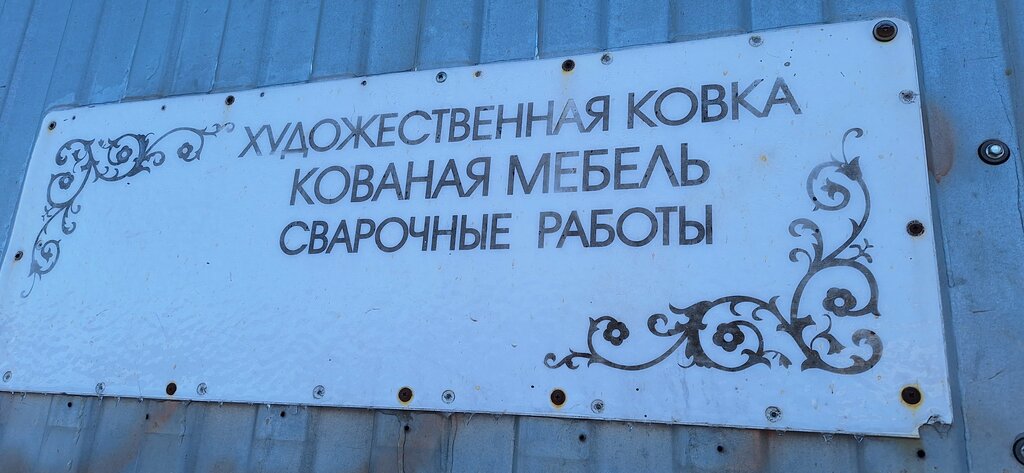 ХУДОЖЕСТВЕННАЯ КОВКА
КОВАНАЯ МЕБЕЛЬ
СВАРОЧНЫЕ РАБОТЫ